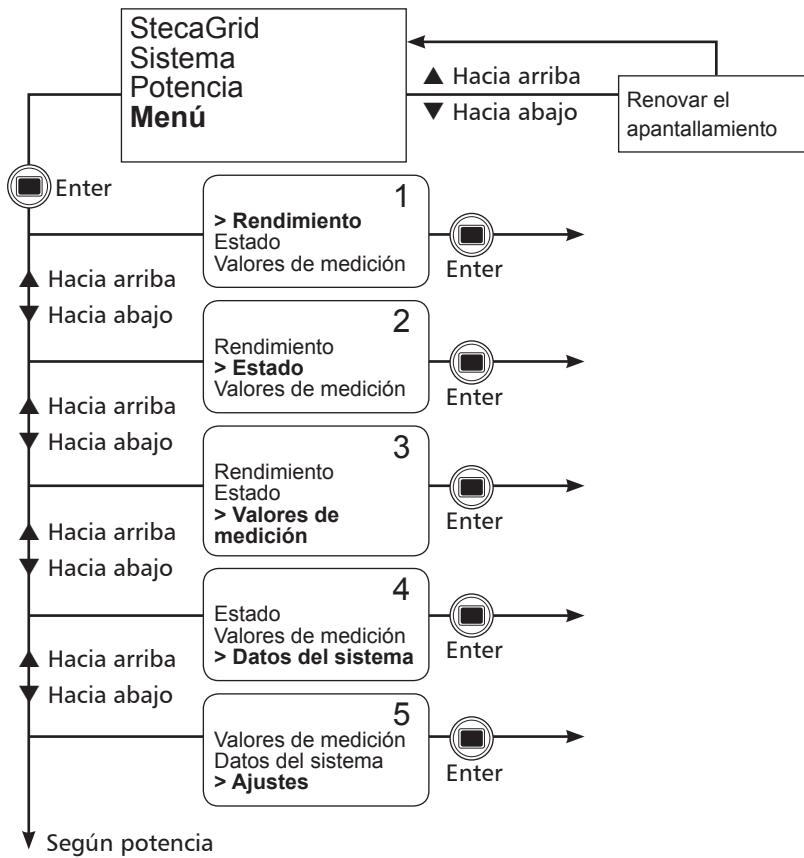 StecaGrid
Sistema
Potencia
Menú
▲ Hacia arriba
▼ Hacia abajo
Renovar el
apantallamiento
Enter
1
> Rendimiento
Estado
Valores de medición
Enter
▲ Hacia arriba
▼ Hacia abajo
2
Rendimiento
> Estado
Valores de medición
Enter
▲ Hacia arriba
▼ Hacia abajo
3
Rendimiento
Estado
> Valores de
medición
Enter
▲ Hacia arriba
▼ Hacia abajo
4
Estado
Valores de medición
> Datos del sistema
Enter
▲ Hacia arriba
▼ Hacia abajo
5
Valores de medición
Datos del sistema
> Ajustes
Enter
Según potencia